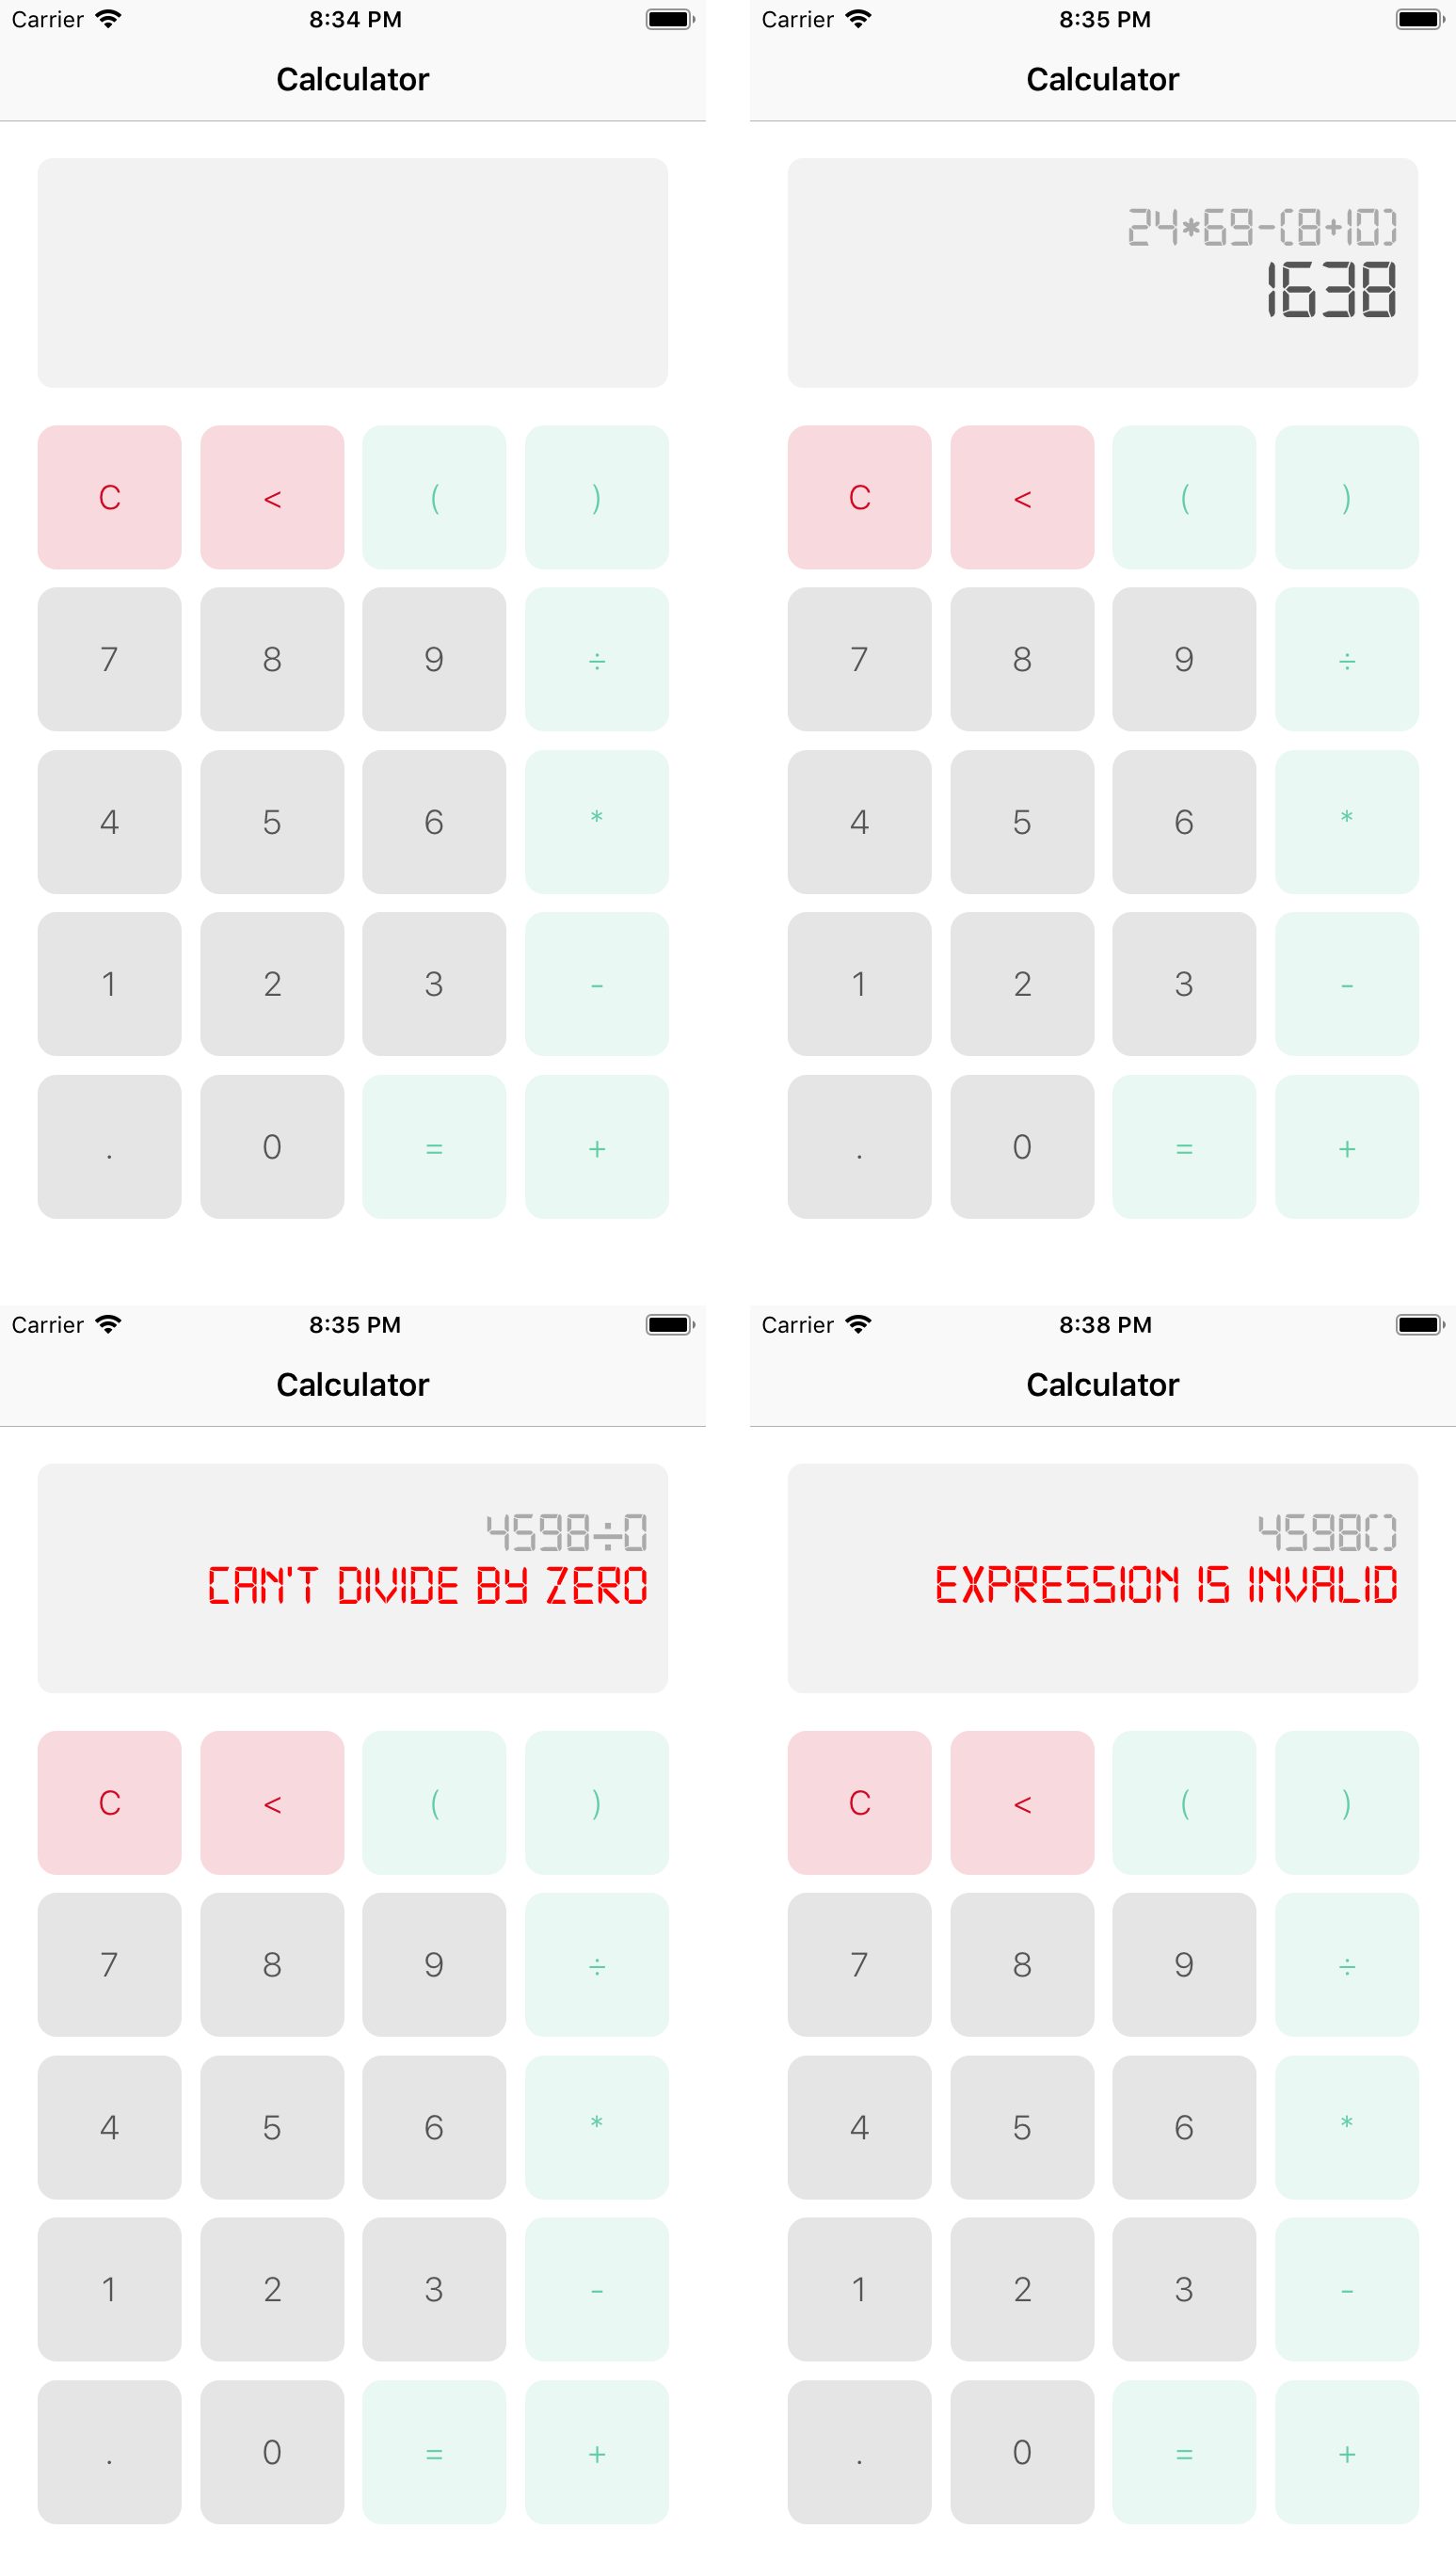 Carrier 8:34 PM
Calculator
C < ( )
7 8 9 ÷
4 5 6 *
1 2 3 -
. 0 = +
Carrier 8:35 PM
Calculator
24*69-(8+10)
1638
C < ( )
7 8 9 ÷
4 5 6 *
1 2 3 -
. 0 = +
Carrier 8:35 PM
Calculator
4598÷0
CAN'T DIVIDE BY ZERO
C < ( )
7 8 9 ÷
4 5 6 *
1 2 3 -
. 0 = +
Carrier 8:38 PM
Calculator
4598()
EXPRESSION IS INVALID
C < ( )
7 8 9 ÷
4 5 6 *
1 2 3 -
. 0 = +